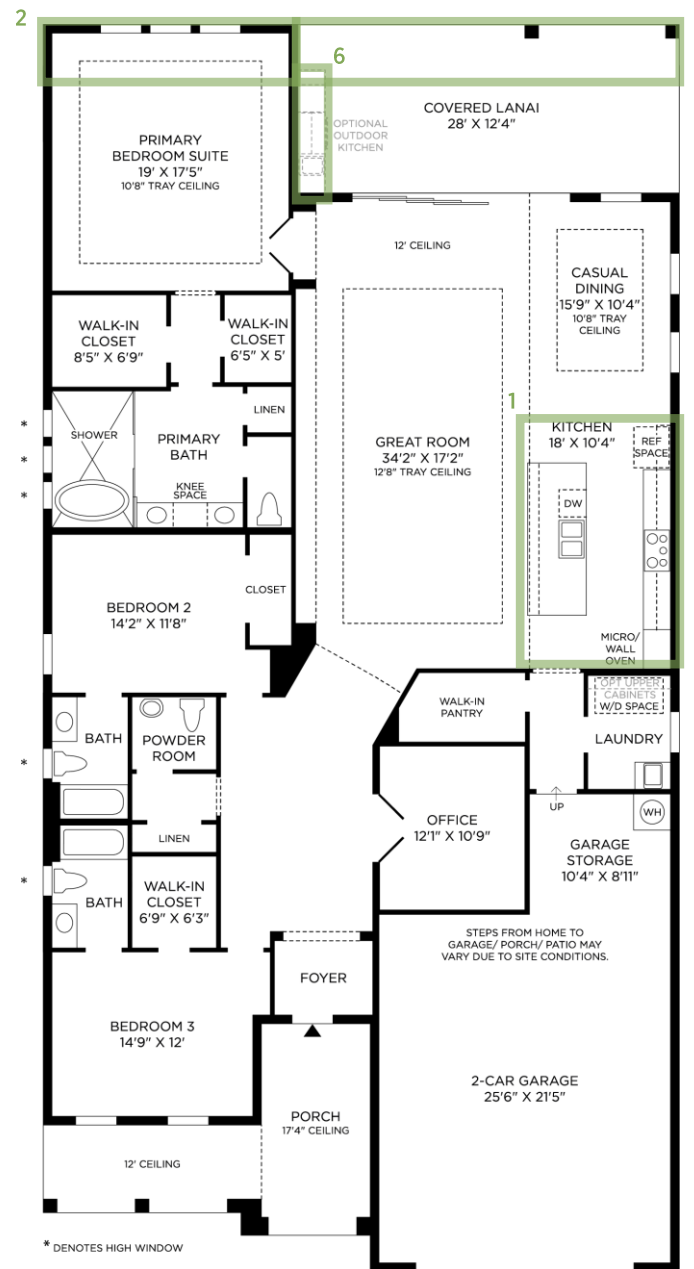 2
6
COVERED LANAI
28' X 12'4"
OPTIONAL
OUTDOOR
KITCHEN
PRIMARY
BEDROOM SUITE
19' X 17'5"
10'8" TRAY CEILING
12' CEILING
CASUAL
DINING
15'9" X 10'4"
10'8" TRAY
CEILING
WALK-IN
CLOSET
8'5" X 6'9"
WALK-IN
CLOSET
6'5" X 5'
LINEN
1
KITCHEN
18' X 10'4"
REF
SPACE
*
SHOWER
*
*
PRIMARY
BATH
KNEE
SPACE
GREAT ROOM
34'2" X 17'2"
12'8" TRAY CEILING
DW
CLOSET
BEDROOM 2
14'2" X 11'8"
MICRO/
WALL
OVEN
OPT UPPER
CABINETS
W/D SPACE
WALK-IN
PANTRY
LAUNDRY
BATH
*
POWDER
ROOM
UP
WH
OFFICE
12'1" X 10'9"
LINEN
GARAGE
STORAGE
10'4" X 8'11"
*
BATH
WALK-IN
CLOSET
6'9" X 6'3"
STEPS FROM HOME TO
GARAGE/ PORCH/ PATIO MAY
VARY DUE TO SITE CONDITIONS.
FOYER
BEDROOM 3
14'9" X 12'
2-CAR GARAGE
25'6" X 21'5"
PORCH
17'4" CEILING
12' CEILING
* DENOTES HIGH WINDOW